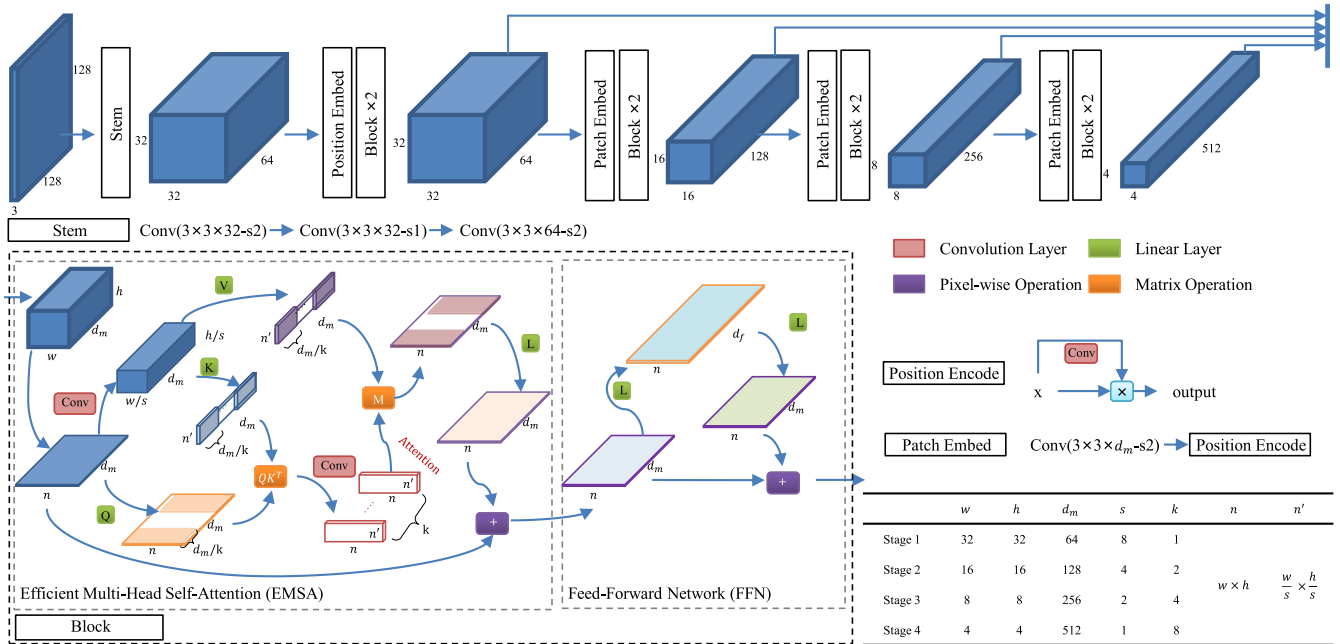 128
128
3
Stem
32
32
64
Position Embed
Block ×2
32
32
64
Patch Embed
Block ×2
16
16
128
Patch Embed
Block ×2
8
8
256
Patch Embed
Block ×2
4
4
512
Stem
Conv(3×3×32-s2)
Conv(3×3×32-s1)
Conv(3×3×64-s2)
h
d_m
w
h/s
d_m
w/s
Conv
V
K
Q
d_m
n
n′
d_m
d_m/k
n′
d_m
d_m/k
QK^T
d_m
n
d_m/k
Conv
M
Attention
n′
n
n′
n
k
d_m
n
L
d_m
n
+
Efficient Multi-Head Self-Attention (EMSA)
d_f
n
L
L
d_m
n
d_m
n
+
Feed-Forward Network (FFN)
Block
Convolution Layer
Linear Layer
Pixel-wise Operation
Matrix Operation
Position Encode
Conv
x
×
output
Patch Embed
Conv(3×3×d_m-s2)
Position Encode
w h d_m s k n n′
Stage 1 32 32 64 8 1
Stage 2 16 16 128 4 2
w × h
w/s × h/s
Stage 3 8 8 256 2 4
Stage 4 4 4 512 1 8